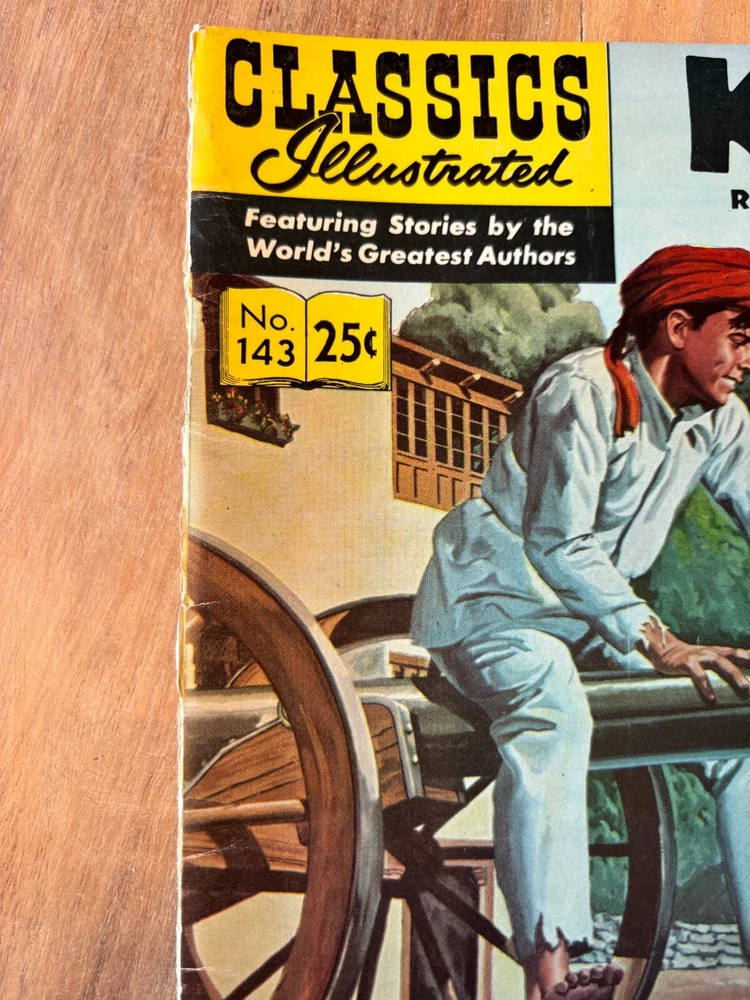 CLASSICS
Illustrated
Featuring Stories by the
World's Greatest Authors
No.
143
25¢
K
R